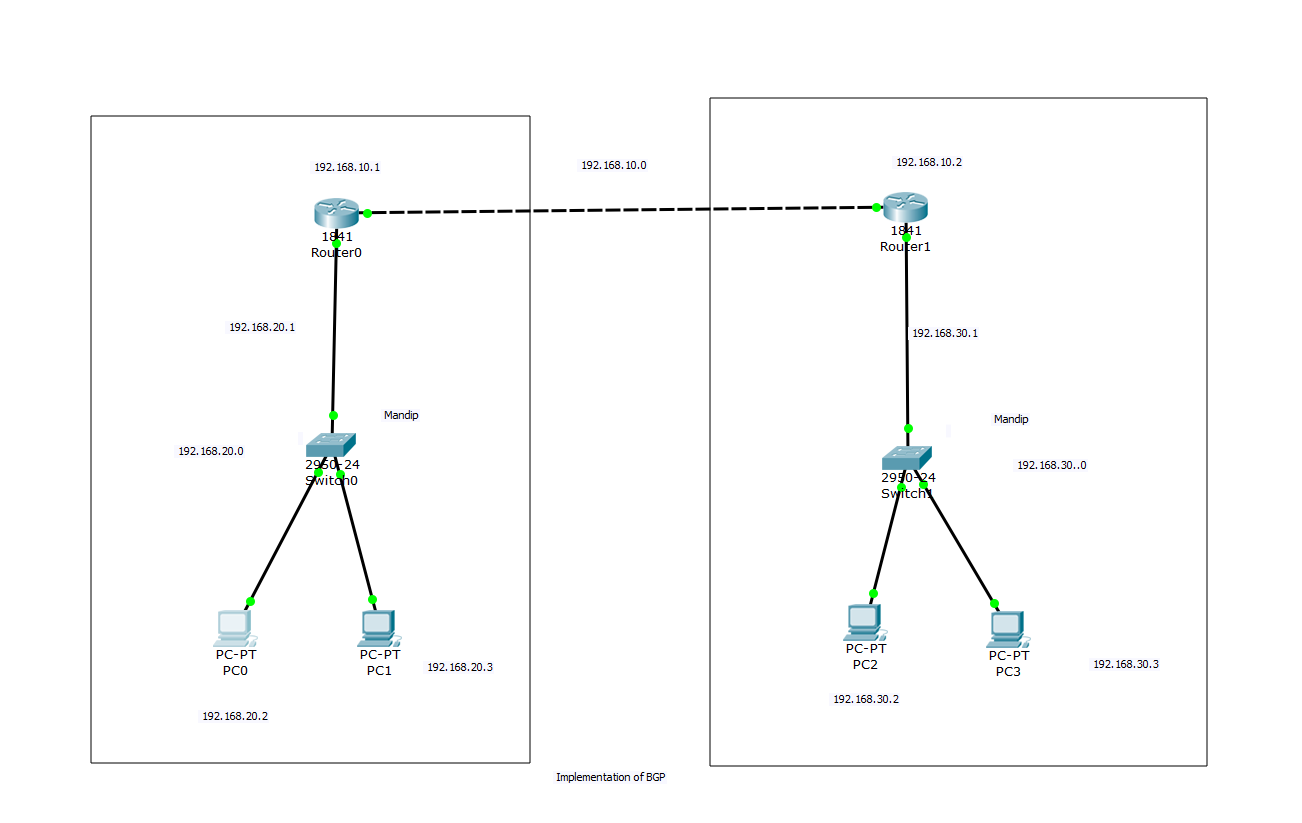 192.168.10.1
192.168.10.0
192.168.10.2
1841
Router0
1841
Router1
192.168.20.1
192.168.30.1
Mandip
Mandip
192.168.20.0
2950-24
Switch0
192.168.30..0
2950-24
Switch1
PC-PT
PC0
PC-PT
PC1
192.168.20.3
192.168.20.2
PC-PT
PC2
PC-PT
PC3
192.168.30.3
192.168.30.2
Implementation of BGP